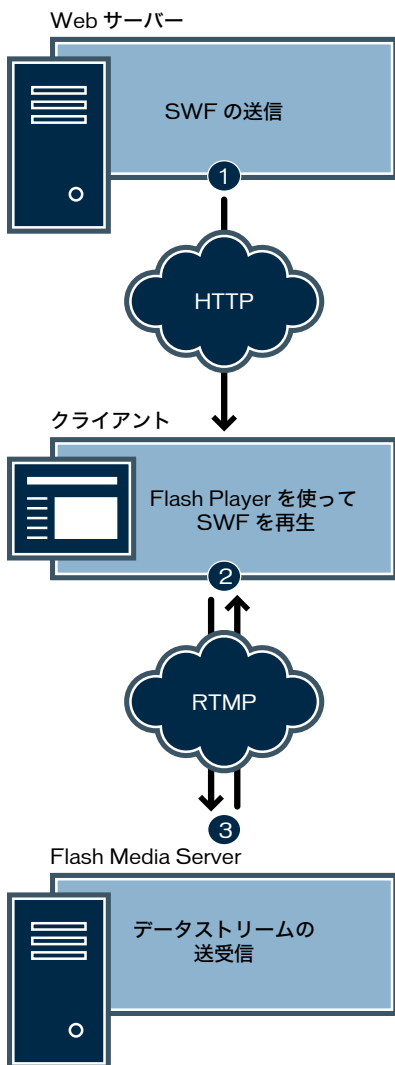 Web サーバー
SWF の送信
1
HTTP
クライアント
Flash Player を使って
SWF を再生
2
RTMP
3
Flash Media Server
データストリームの
送受信